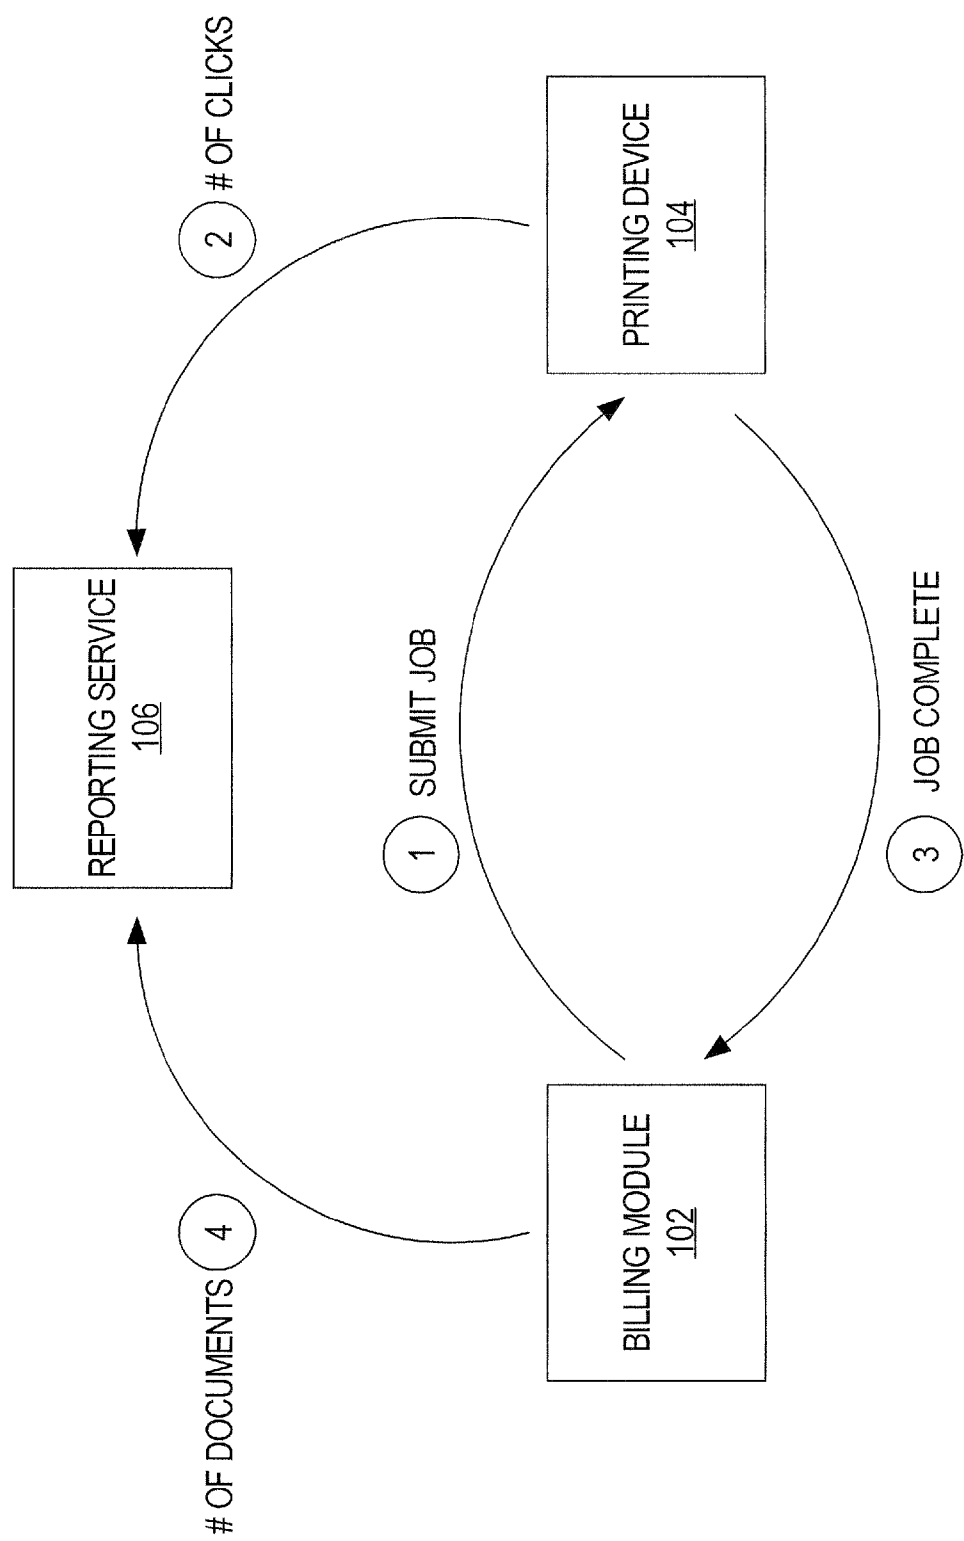 REPORTING SERVICE
106
# OF DOCUMENTS
4
2
# OF CLICKS
1
SUBMIT JOB
BILLING MODULE
102
PRINTING DEVICE
104
3
JOB COMPLETE